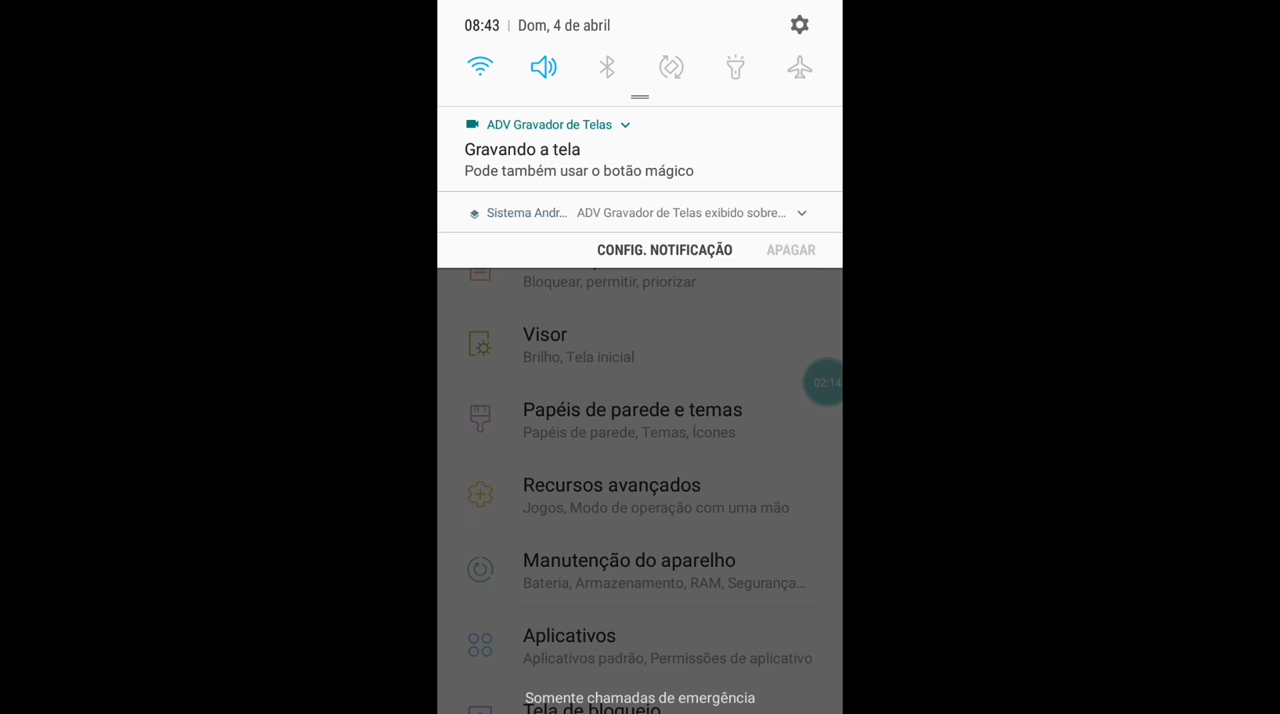 08:43 | Dom, 4 de abril
ADV Gravador de Telas
Gravando a tela
Pode também usar o botão mágico
Sistema Andr... ADV Gravador de Telas exibido sobre...
CONFIG. NOTIFICAÇÃO APAGAR
Bloquear, permitir, priorizar
Visor
Brilho, Tela inicial
02:14
Papéis de parede e temas
Papéis de parede, Temas, Ícones
Recursos avançados
Jogos, Modo de operação com uma mão
Manutenção do aparelho
Bateria, Armazenamento, RAM, Segurança...
Aplicativos
Aplicativos padrão, Permissões de aplicativo
Somente chamadas de emergência
Tela de bloqueio